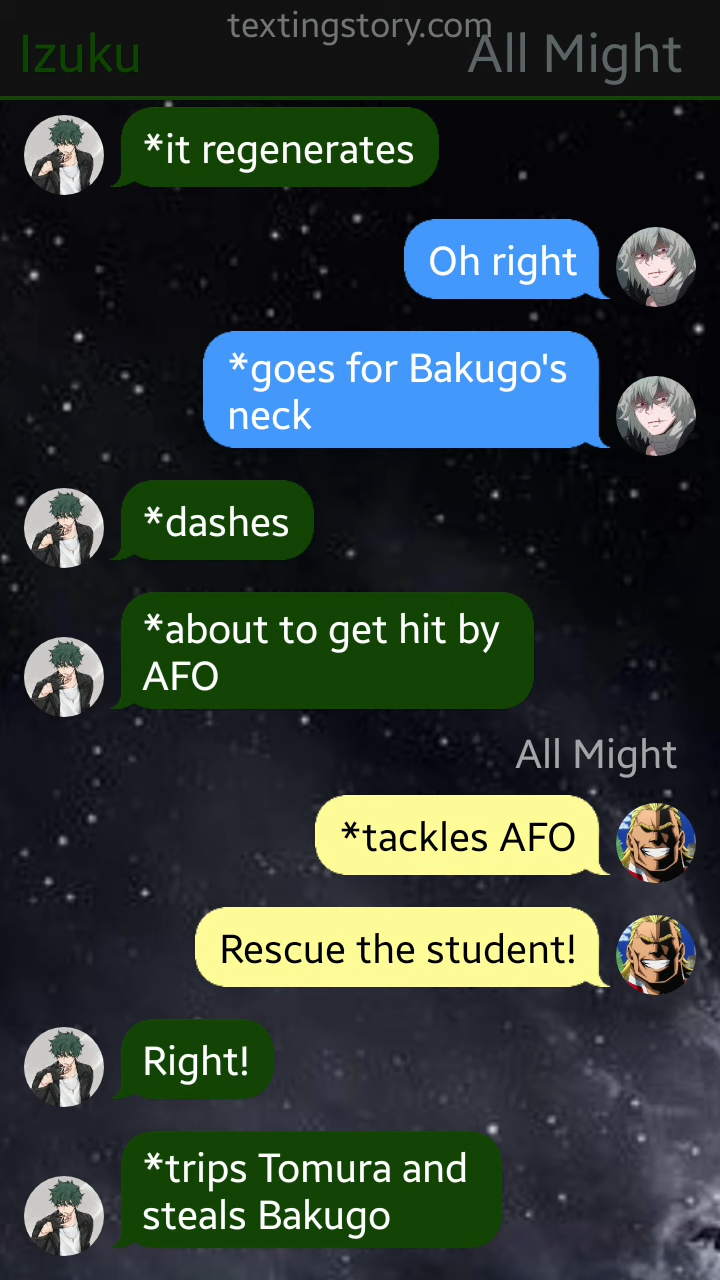 textingstory.com
Izuku
All Might
*it regenerates
Oh right
*goes for Bakugo's
neck
*dashes
*about to get hit by
AFO
All Might
*tackles AFO
Rescue the student!
Right!
*trips Tomura and
steals Bakugo